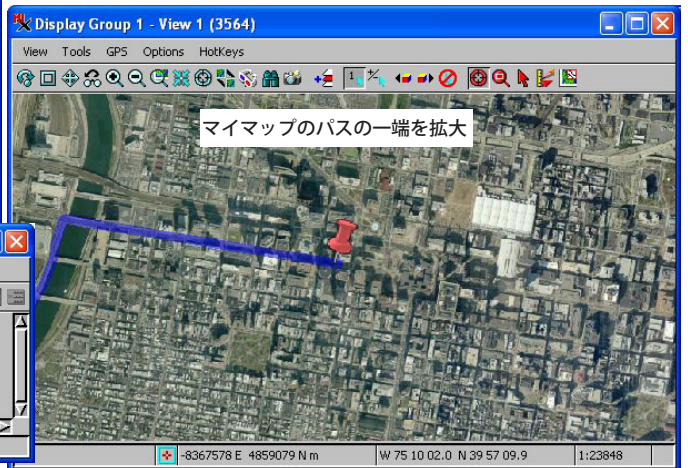 Display Group 1 - View 1 (3564)
View Tools GPS Options HotKeys
マイマップのパスの一端を拡大
-8367578 E 4859079 N m W 75 10 02.0 N 39 57 09.9 1:23848